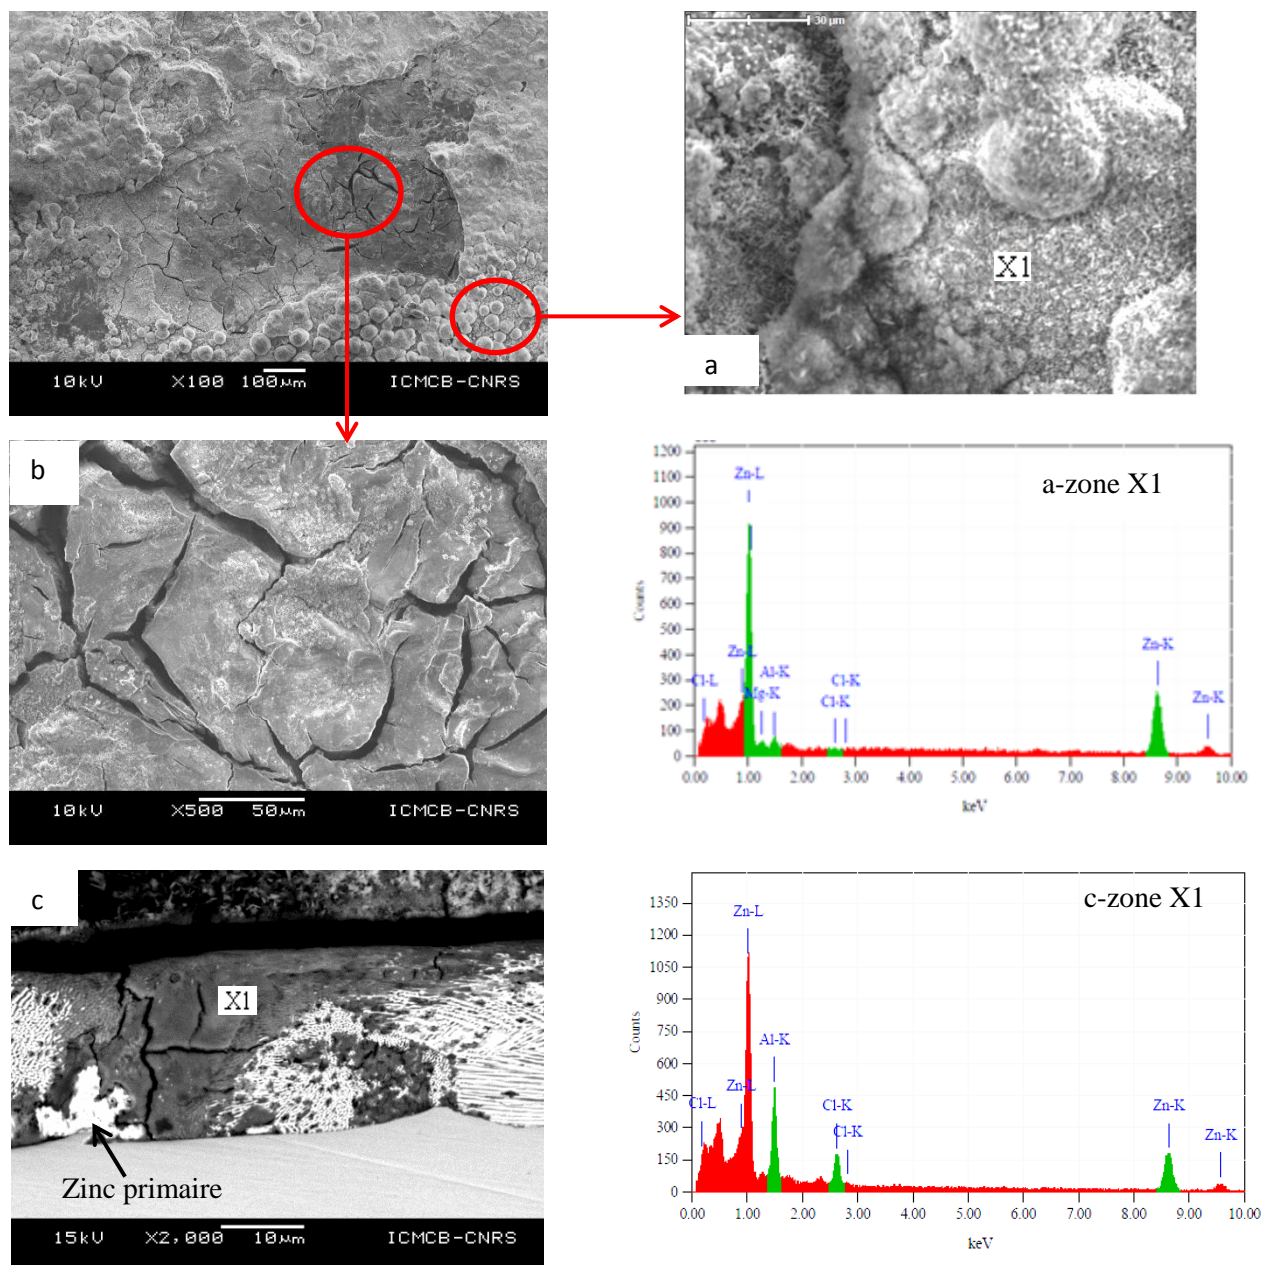 10kV X100 100µm ICMCB-CNRS
30 µm
X1
a
b
10kV X500 50µm ICMCB-CNRS
a-zone X1
1200
1100
1000
900
800
700
600
500
400
300
200
100
0
Counts
Zn-L
Zn-L
Cl-L
Mg-K
Al-K
Cl-K
Cl-K
Zn-K
Zn-K
0.00 1.00 2.00 3.00 4.00 5.00 6.00 7.00 8.00 9.00 10.00
keV
c
X1
Zinc primaire
15kV X2,000 10µm ICMCB-CNRS
c-zone X1
1350
1200
1050
900
750
600
450
300
150
0
Counts
Zn-L
Al-K
Zn-L
Cl-L
Cl-K
Cl-K
Zn-K
Zn-K
0.00 1.00 2.00 3.00 4.00 5.00 6.00 7.00 8.00 9.00 10.00
keV